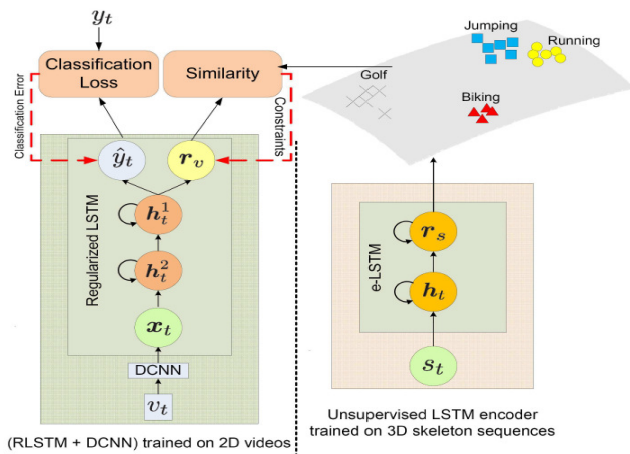 y_t
Classification
Loss
Similarity
Classification Error
Constraints
ŷ_t
r_v
Regularized LSTM
h_t^1
h_t^2
x_t
DCNN
v_t
(RLSTM + DCNN) trained on 2D videos
Jumping
Running
Golf
Biking
e-LSTM
r_s
h_t
s_t
Unsupervised LSTM encoder
trained on 3D skeleton sequences